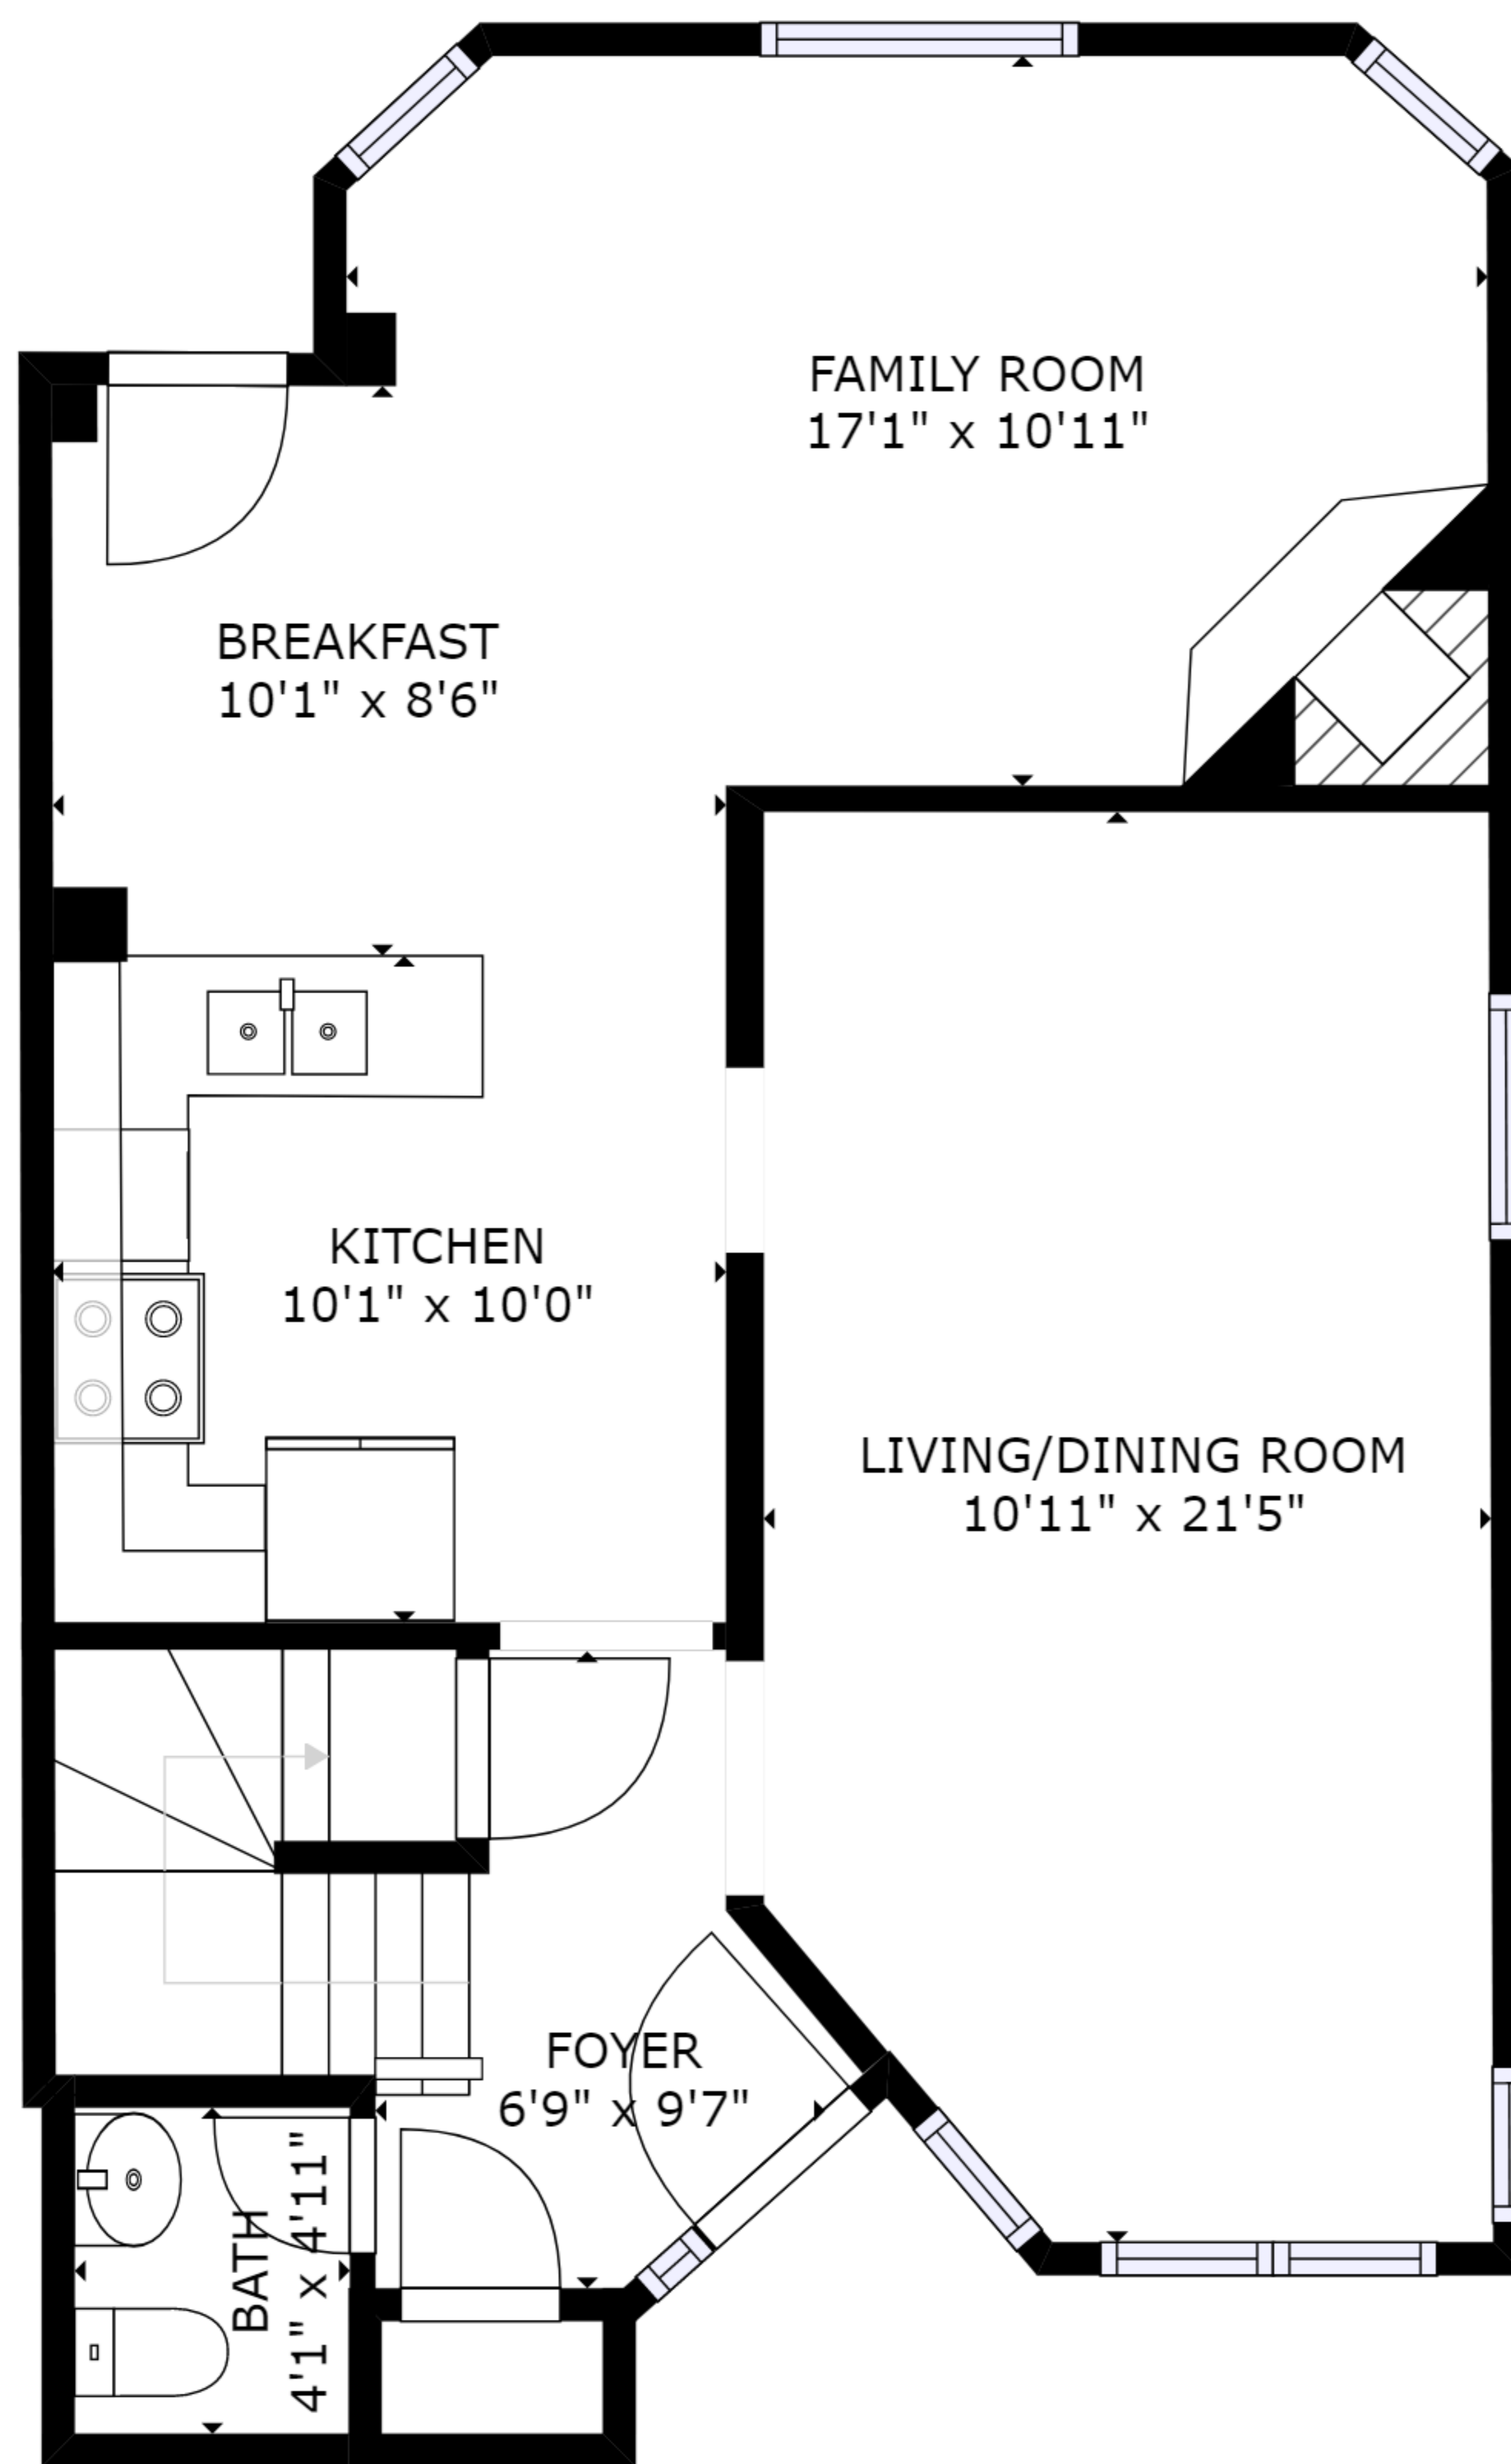 FAMILY ROOM
17'1" x 10'11"
BREAKFAST
10'1" x 8'6"
KITCHEN
10'1" x 10'0"
LIVING/DINING ROOM
10'11" x 21'5"
FOYER
6'9" x 9'7"
BATH
4'1" x 4'11"